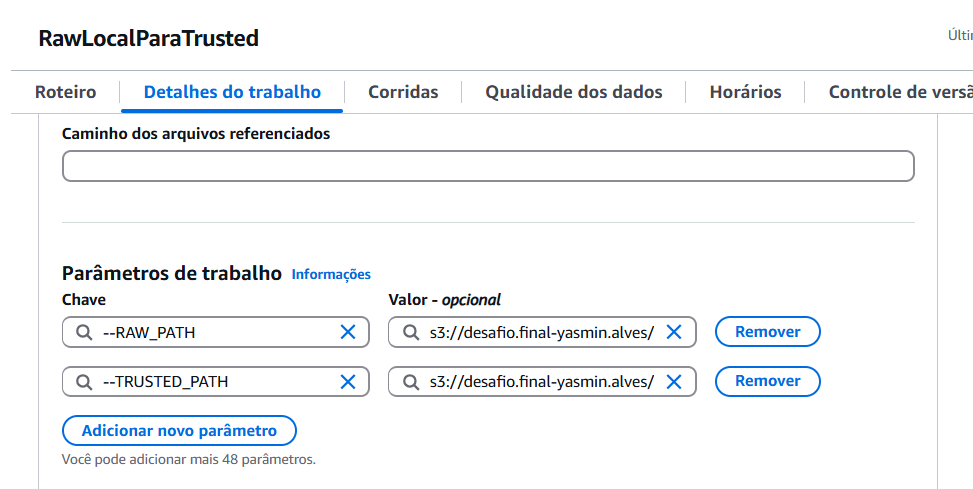 RawLocalParaTrusted
Roteiro Detalhes do trabalho Corridas Qualidade dos dados Horários Controle de
Caminho dos arquivos referenciados
Parâmetros de trabalho Informações
Chave Valor - opcional
--RAW_PATH s3://desafio.final-yasmin.alves/ Remover
--TRUSTED_PATH s3://desafio.final-yasmin.alves/ Remover
Adicionar novo parâmetro
Você pode adicionar mais 48 parâmetros.